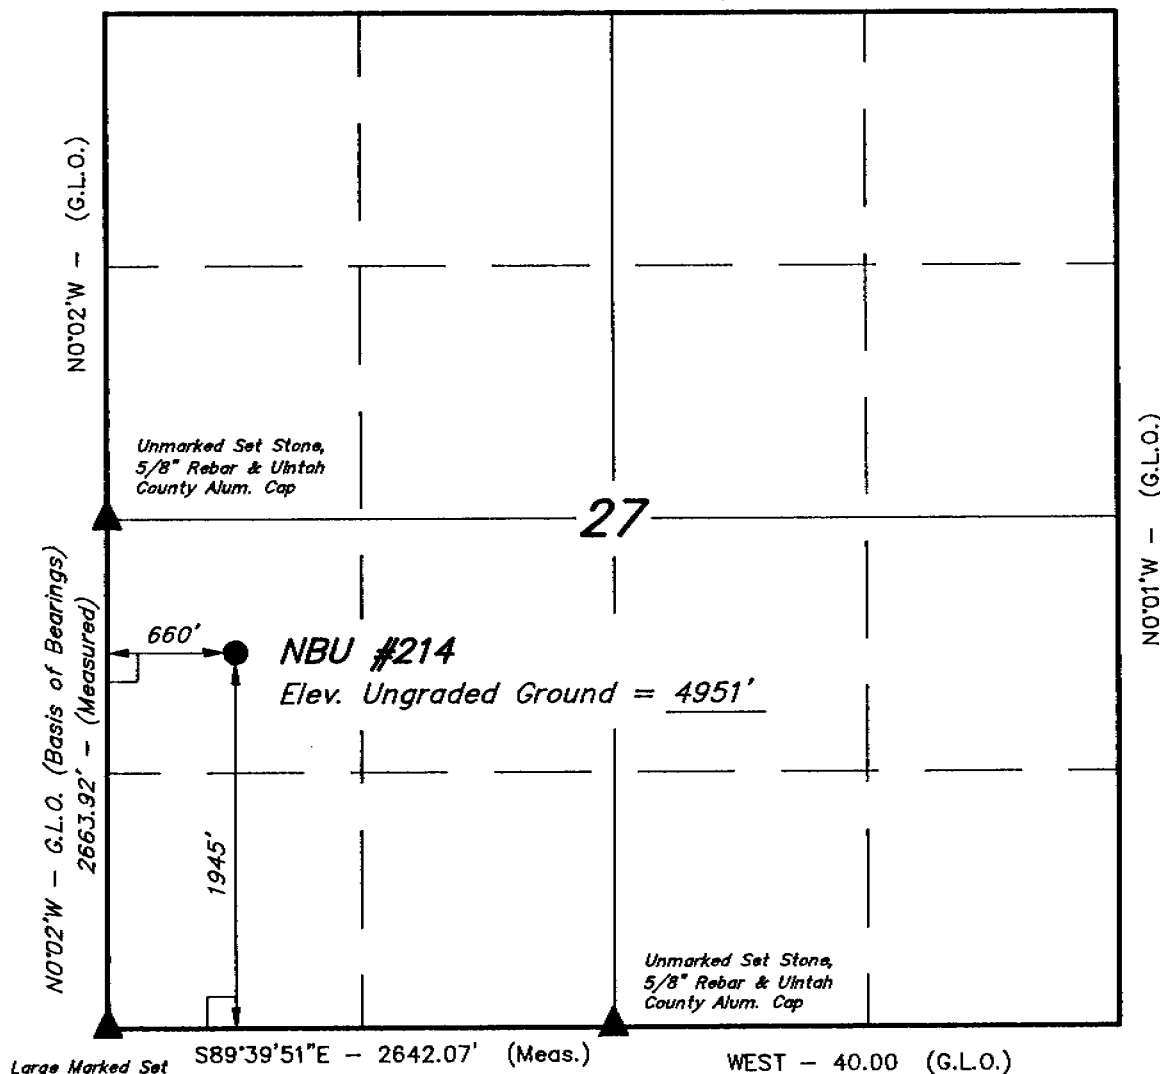 N0°02'W - (G.L.O.)
Unmarked Set Stone,
5/8" Rebar & Uintah
County Alum. Cap
27
N0°01'W - (G.L.O.)
N0°02'W - G.L.O. (Basis of Bearings)
2663.92' - (Measured)
660'
NBU #214
Elev. Ungraded Ground = 4951'
1945'
Unmarked Set Stone,
5/8" Rebar & Uintah
County Alum. Cap
Large Marked Set
S89°39'51"E - 2642.07' (Meas.)
WEST - 40.00 (G.L.O.)